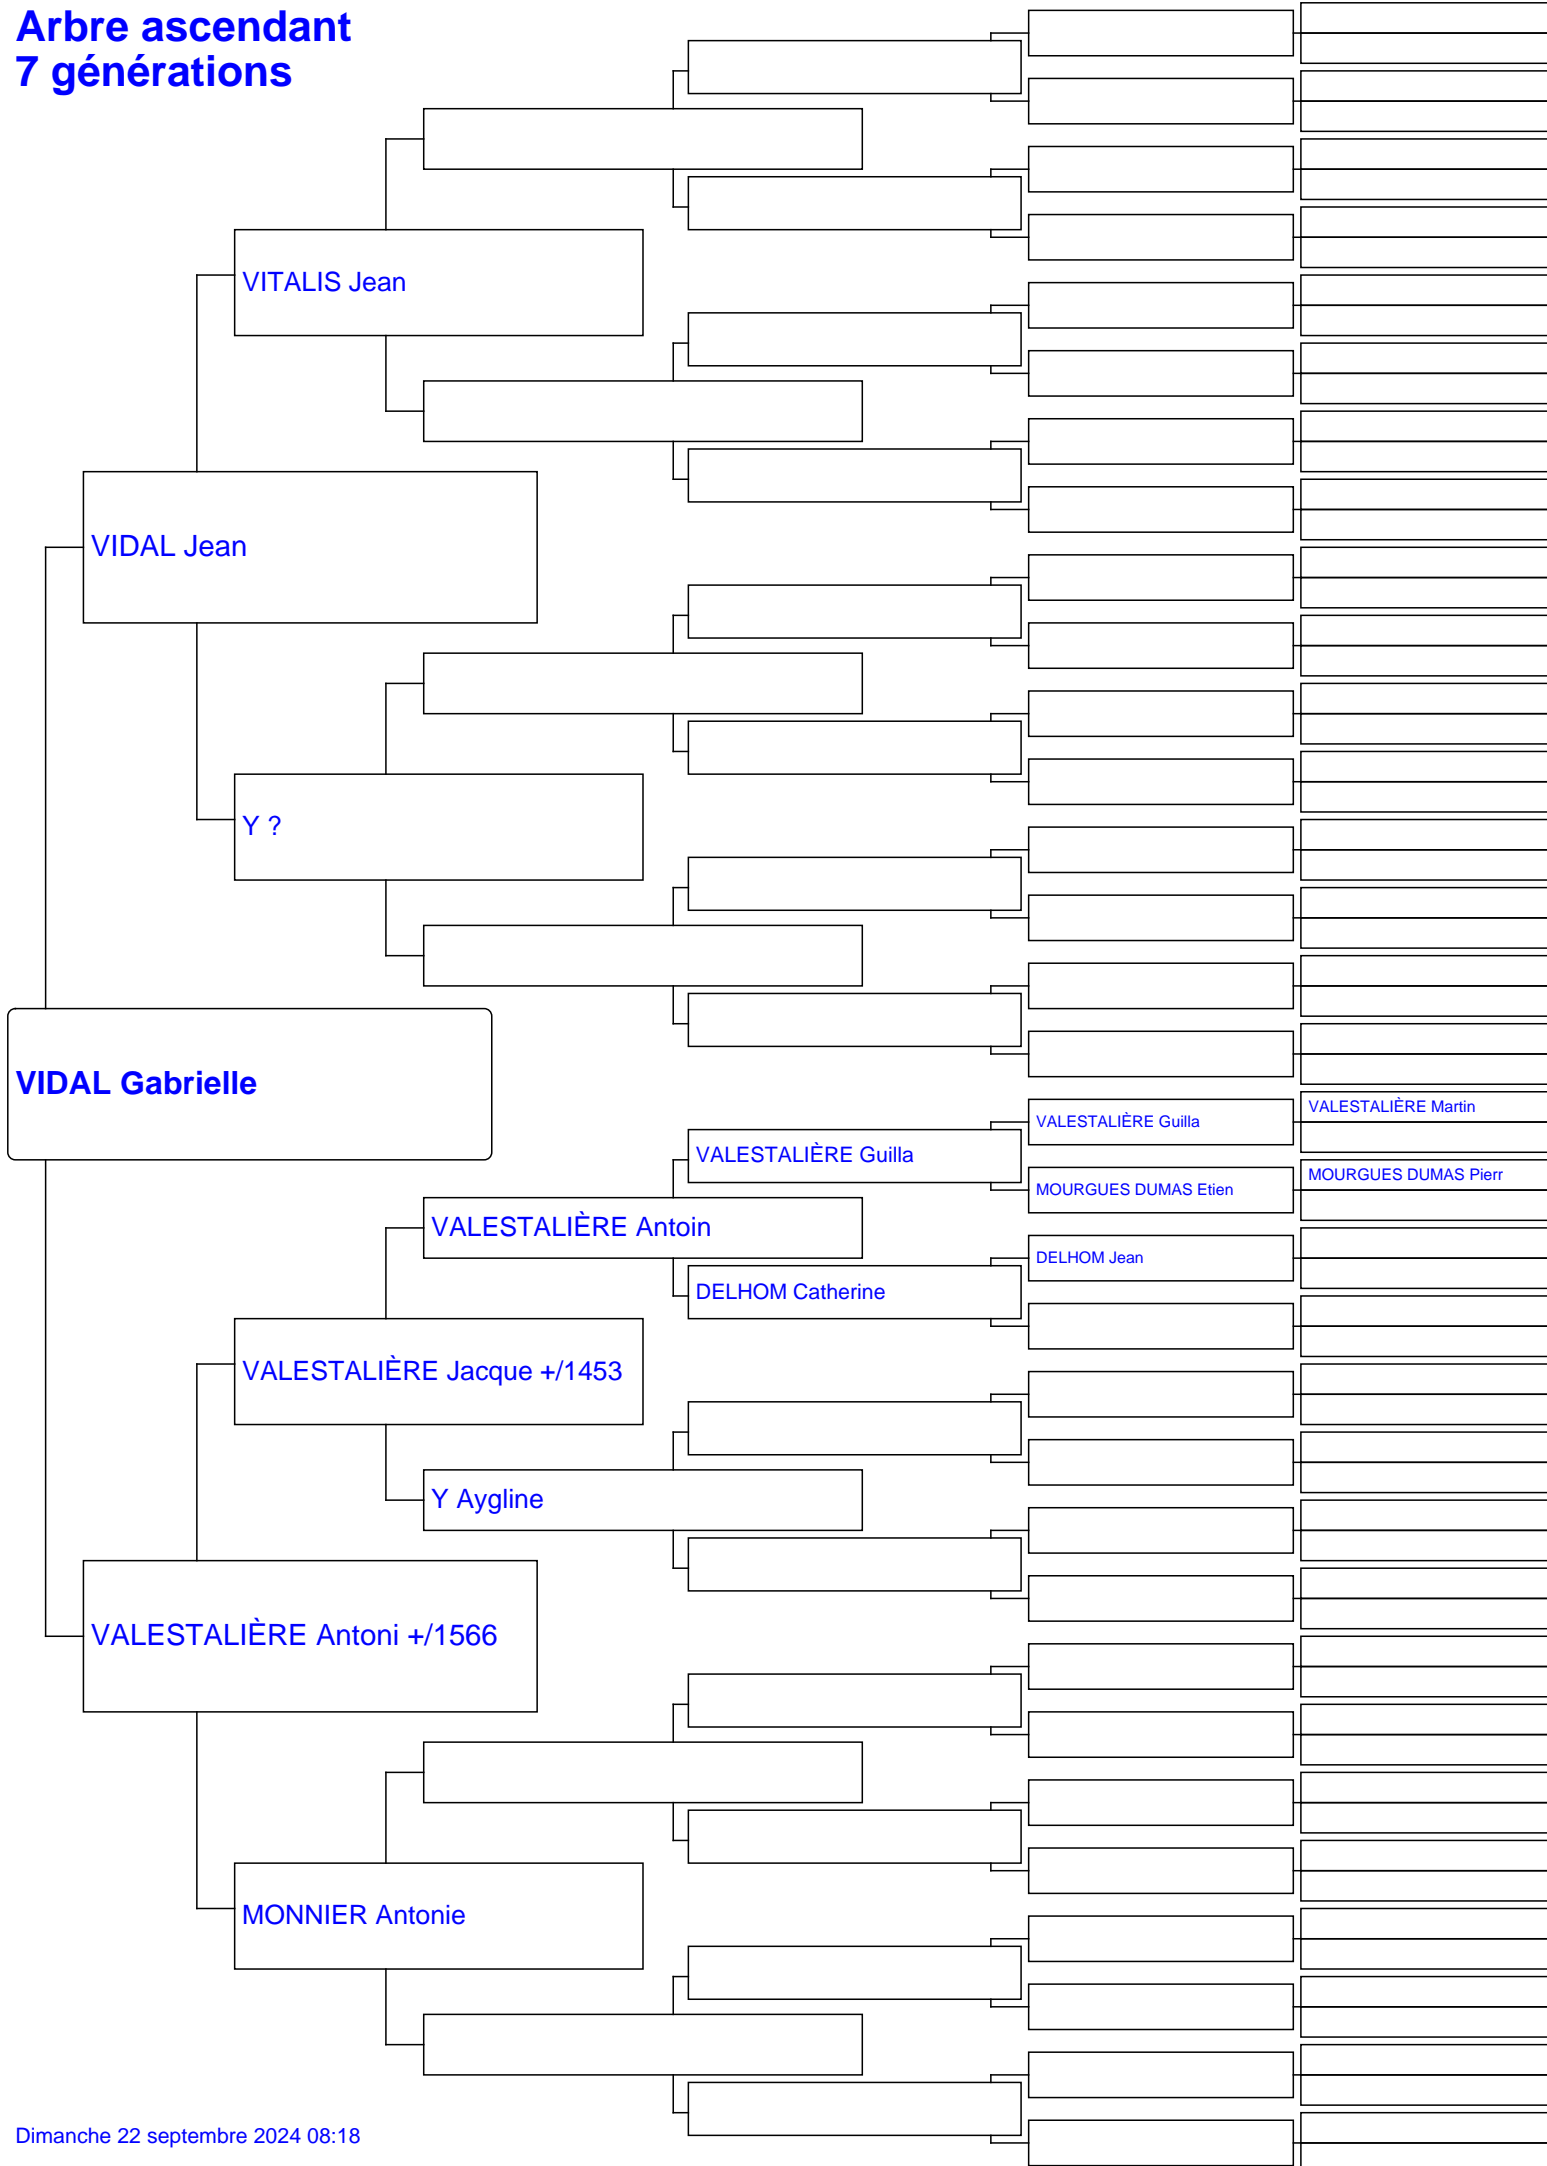 Arbre ascendant
7 générations
VITALIS Jean
VIDAL Jean
Y ?
VIDAL Gabrielle
VALESTALIÈRE Martin
VALESTALIÈRE Guilla
VALESTALIÈRE Guilla
MOURGUES DUMAS Pierr
MOURGUES DUMAS Etien
VALESTALIÈRE Antoin
DELHOM Jean
DELHOM Catherine
VALESTALIÈRE Jacque +/1453
Y Aygline
VALESTALIÈRE Antoni +/1566
MONNIER Antonie
Dimanche 22 septembre 2024 08:18